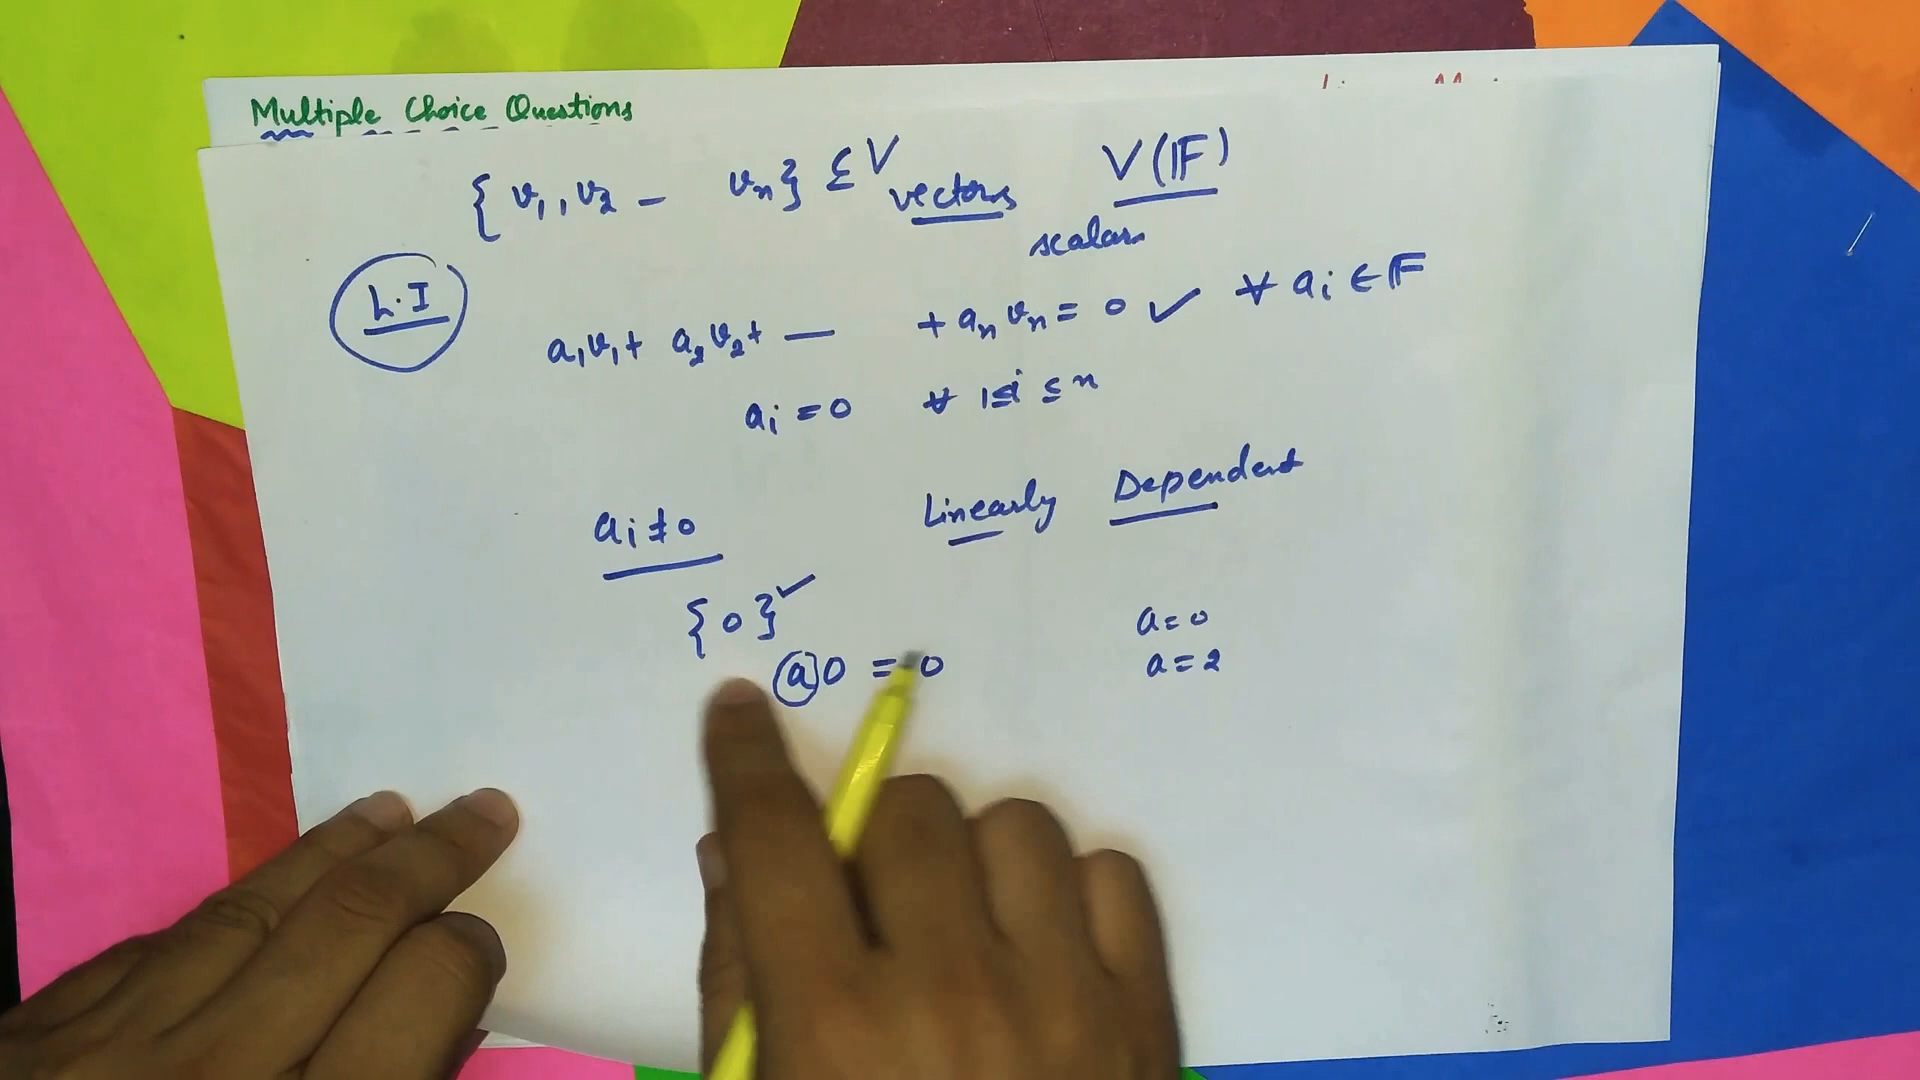 Multiple Choice Questions
{ v₁, v₂ — vₙ } ⊆ V
vectors
V(𝔽)
scalars
L.I
a₁v₁ + a₂v₂ + — + aₙvₙ = 0 ✓ ∀ aᵢ ∈ 𝔽
aᵢ = 0 ∀ 1≤i≤n
aᵢ ≠ 0
Linearly Dependent
{0} ✓
a=0
a0 = 0
a=2